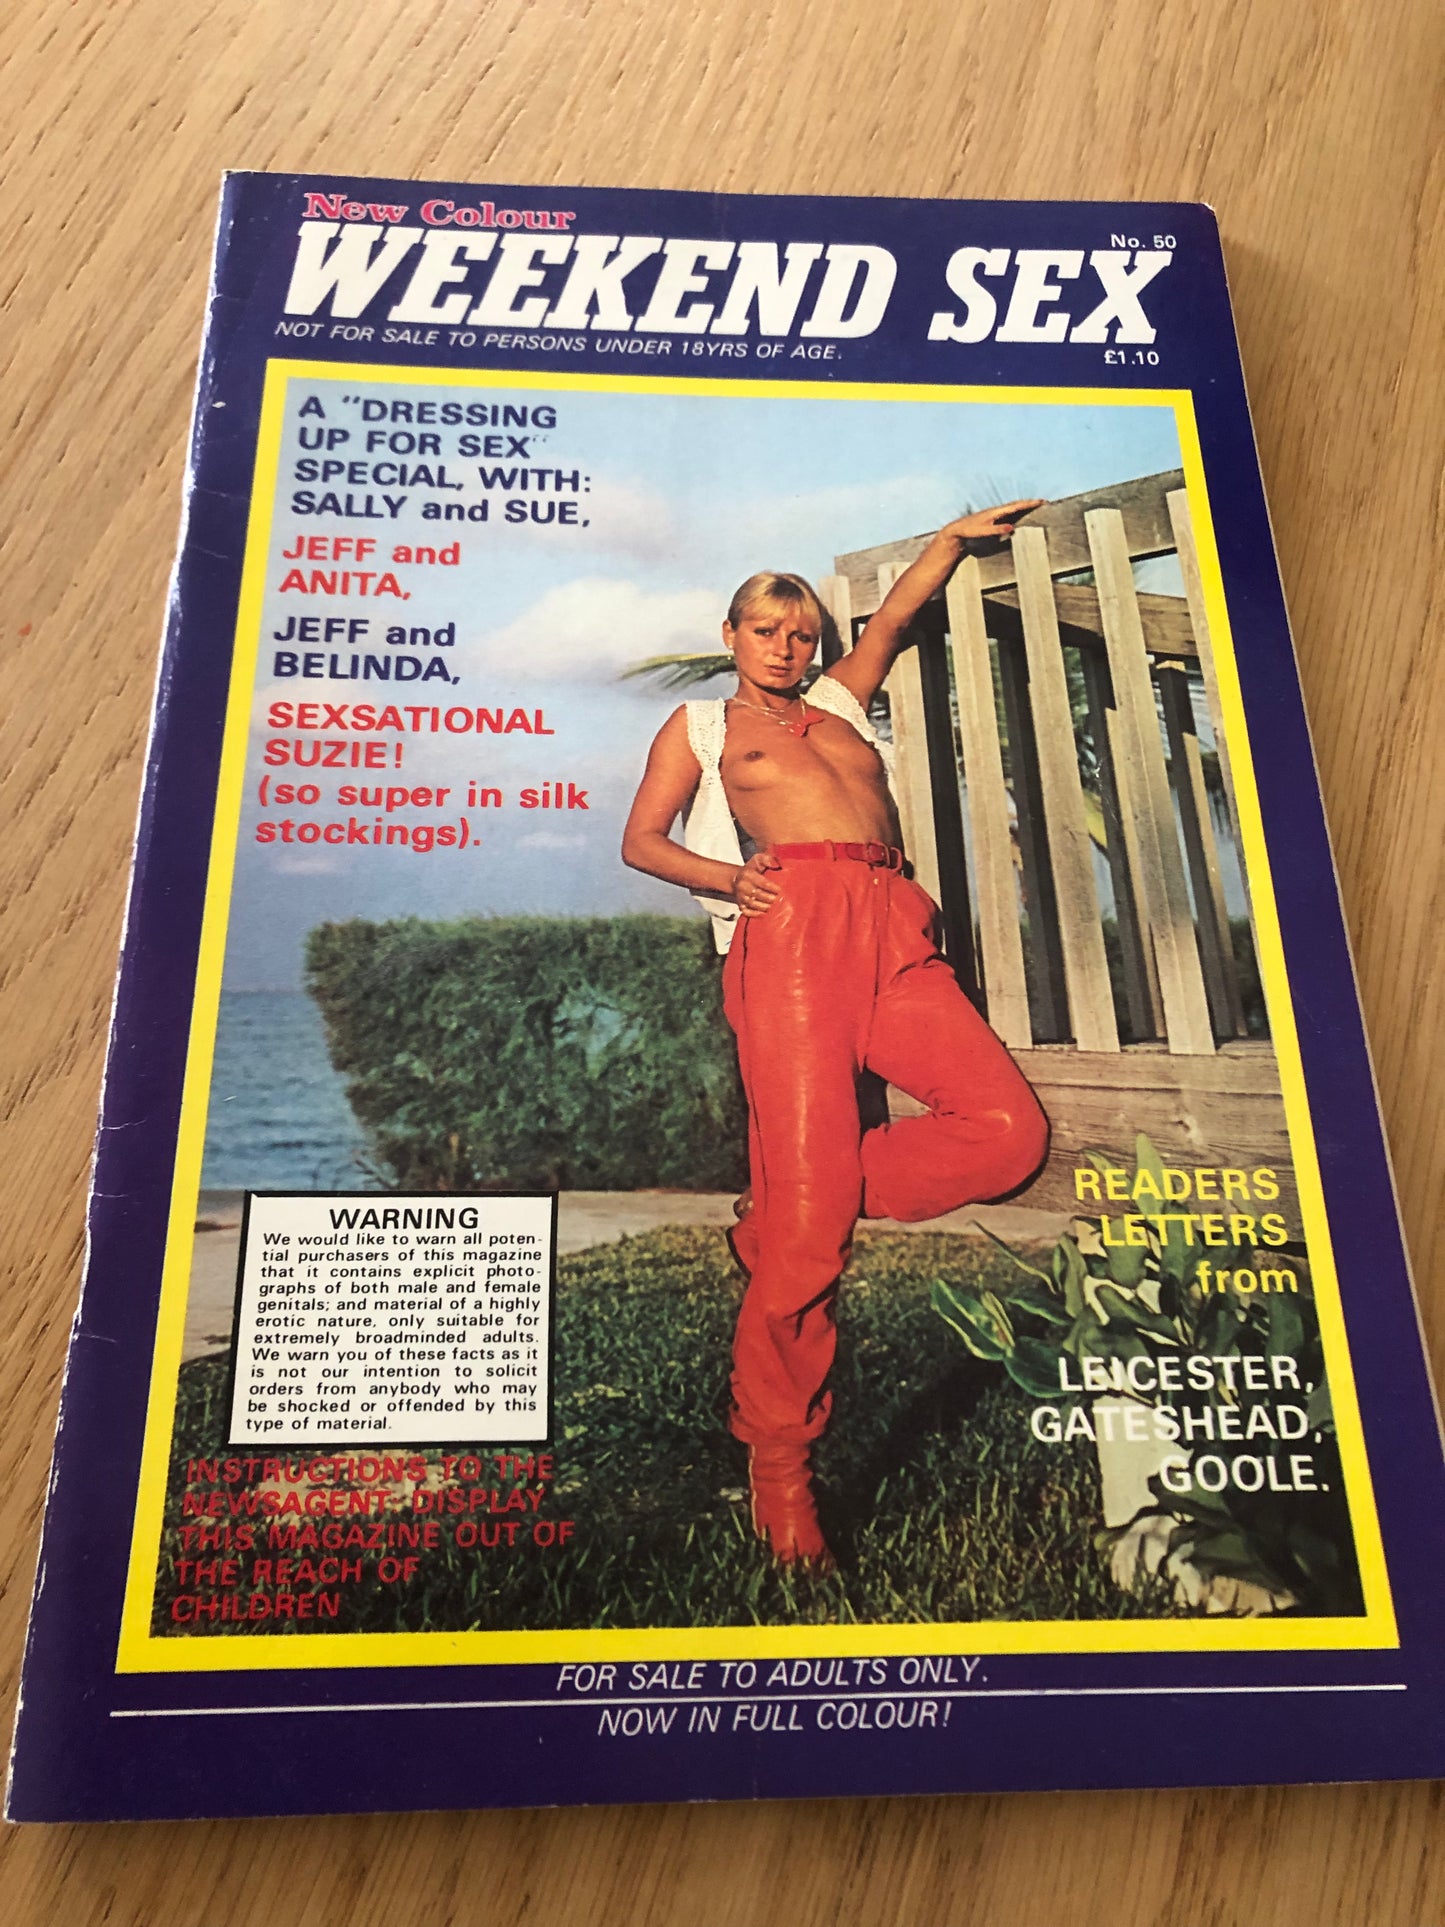 New Colour
WEEKEND SEX
No. 50
NOT FOR SALE TO PERSONS UNDER 18YRS OF AGE.
£1.10
A "DRESSING
UP FOR SEX"
SPECIAL, WITH:
SALLY and SUE,
JEFF and
ANITA,
JEFF and
BELINDA,
SEXSATIONAL
SUZIE!
(so super in silk
stockings).
READERS
LETTERS
from
LEICESTER,
GATESHEAD,
GOOLE.
WARNING
We would like to warn all poten-
tial purchasers of this magazine
that it contains explicit photo-
graphs of both male and female
genitals; and material of a highly
erotic nature, only suitable for
extremely broadminded adults.
We warn you of these facts as it
is not our intention to solicit
orders from anybody who may
be shocked or offended by this
type of material.
INSTRUCTIONS TO THE
NEWSAGENT: DISPLAY
THIS MAGAZINE OUT OF
THE REACH OF
CHILDREN
FOR SALE TO ADULTS ONLY.
NOW IN FULL COLOUR!